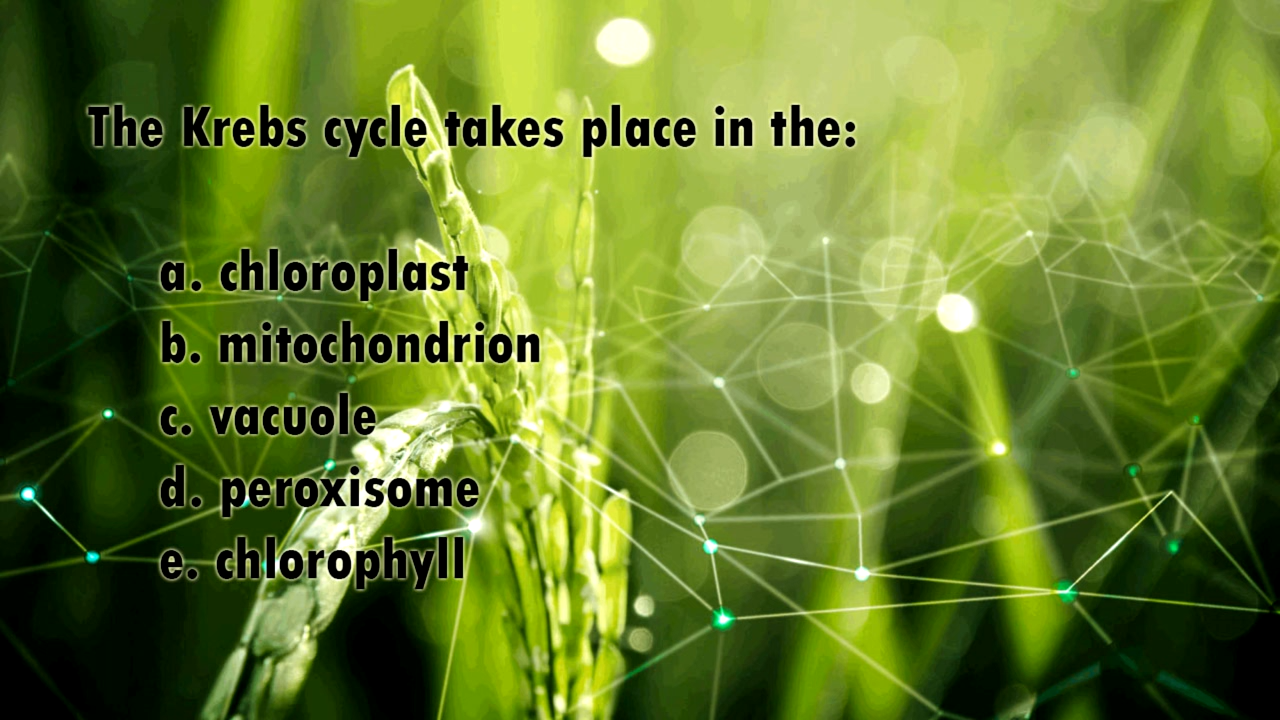 The Krebs cycle takes place in the:
a. chloroplast
b. mitochondrion
c. vacuole
d. peroxisome
e. chlorophyll